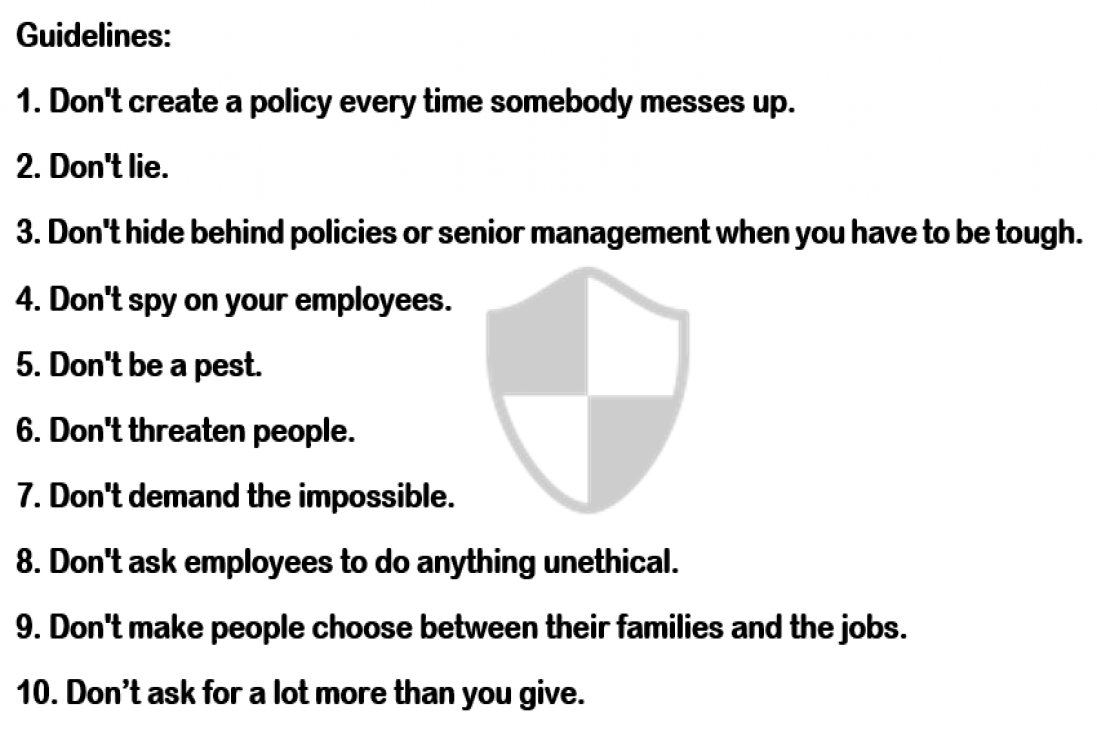 Guidelines:
1. Don't create a policy every time somebody messes up.
2. Don't lie.
3. Don't hide behind policies or senior management when you have to be tough.
4. Don't spy on your employees.
5. Don't be a pest.
6. Don't threaten people.
7. Don't demand the impossible.
8. Don't ask employees to do anything unethical.
9. Don't make people choose between their families and the jobs.
10. Don’t ask for a lot more than you give.